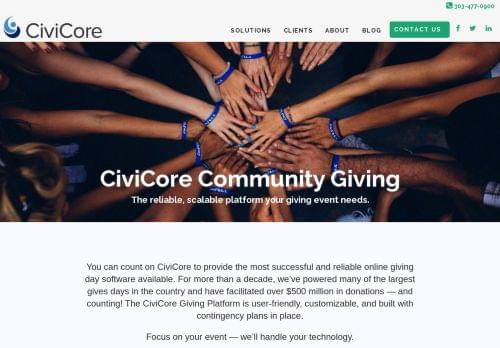 303-477-0900
CiviCore
SOLUTIONS CLIENTS ABOUT BLOG CONTACT US
CiviCore Community Giving
The reliable, scalable platform your giving event needs.
You can count on CiviCore to provide the most successful and reliable online giving
day software available. For more than a decade, we've powered many of the largest
gives days in the country and have facilitated over $500 million in donations — and
counting! The CiviCore Giving Platform is user-friendly, customizable, and built with
contingency plans in place.
Focus on your event — we'll handle your technology.